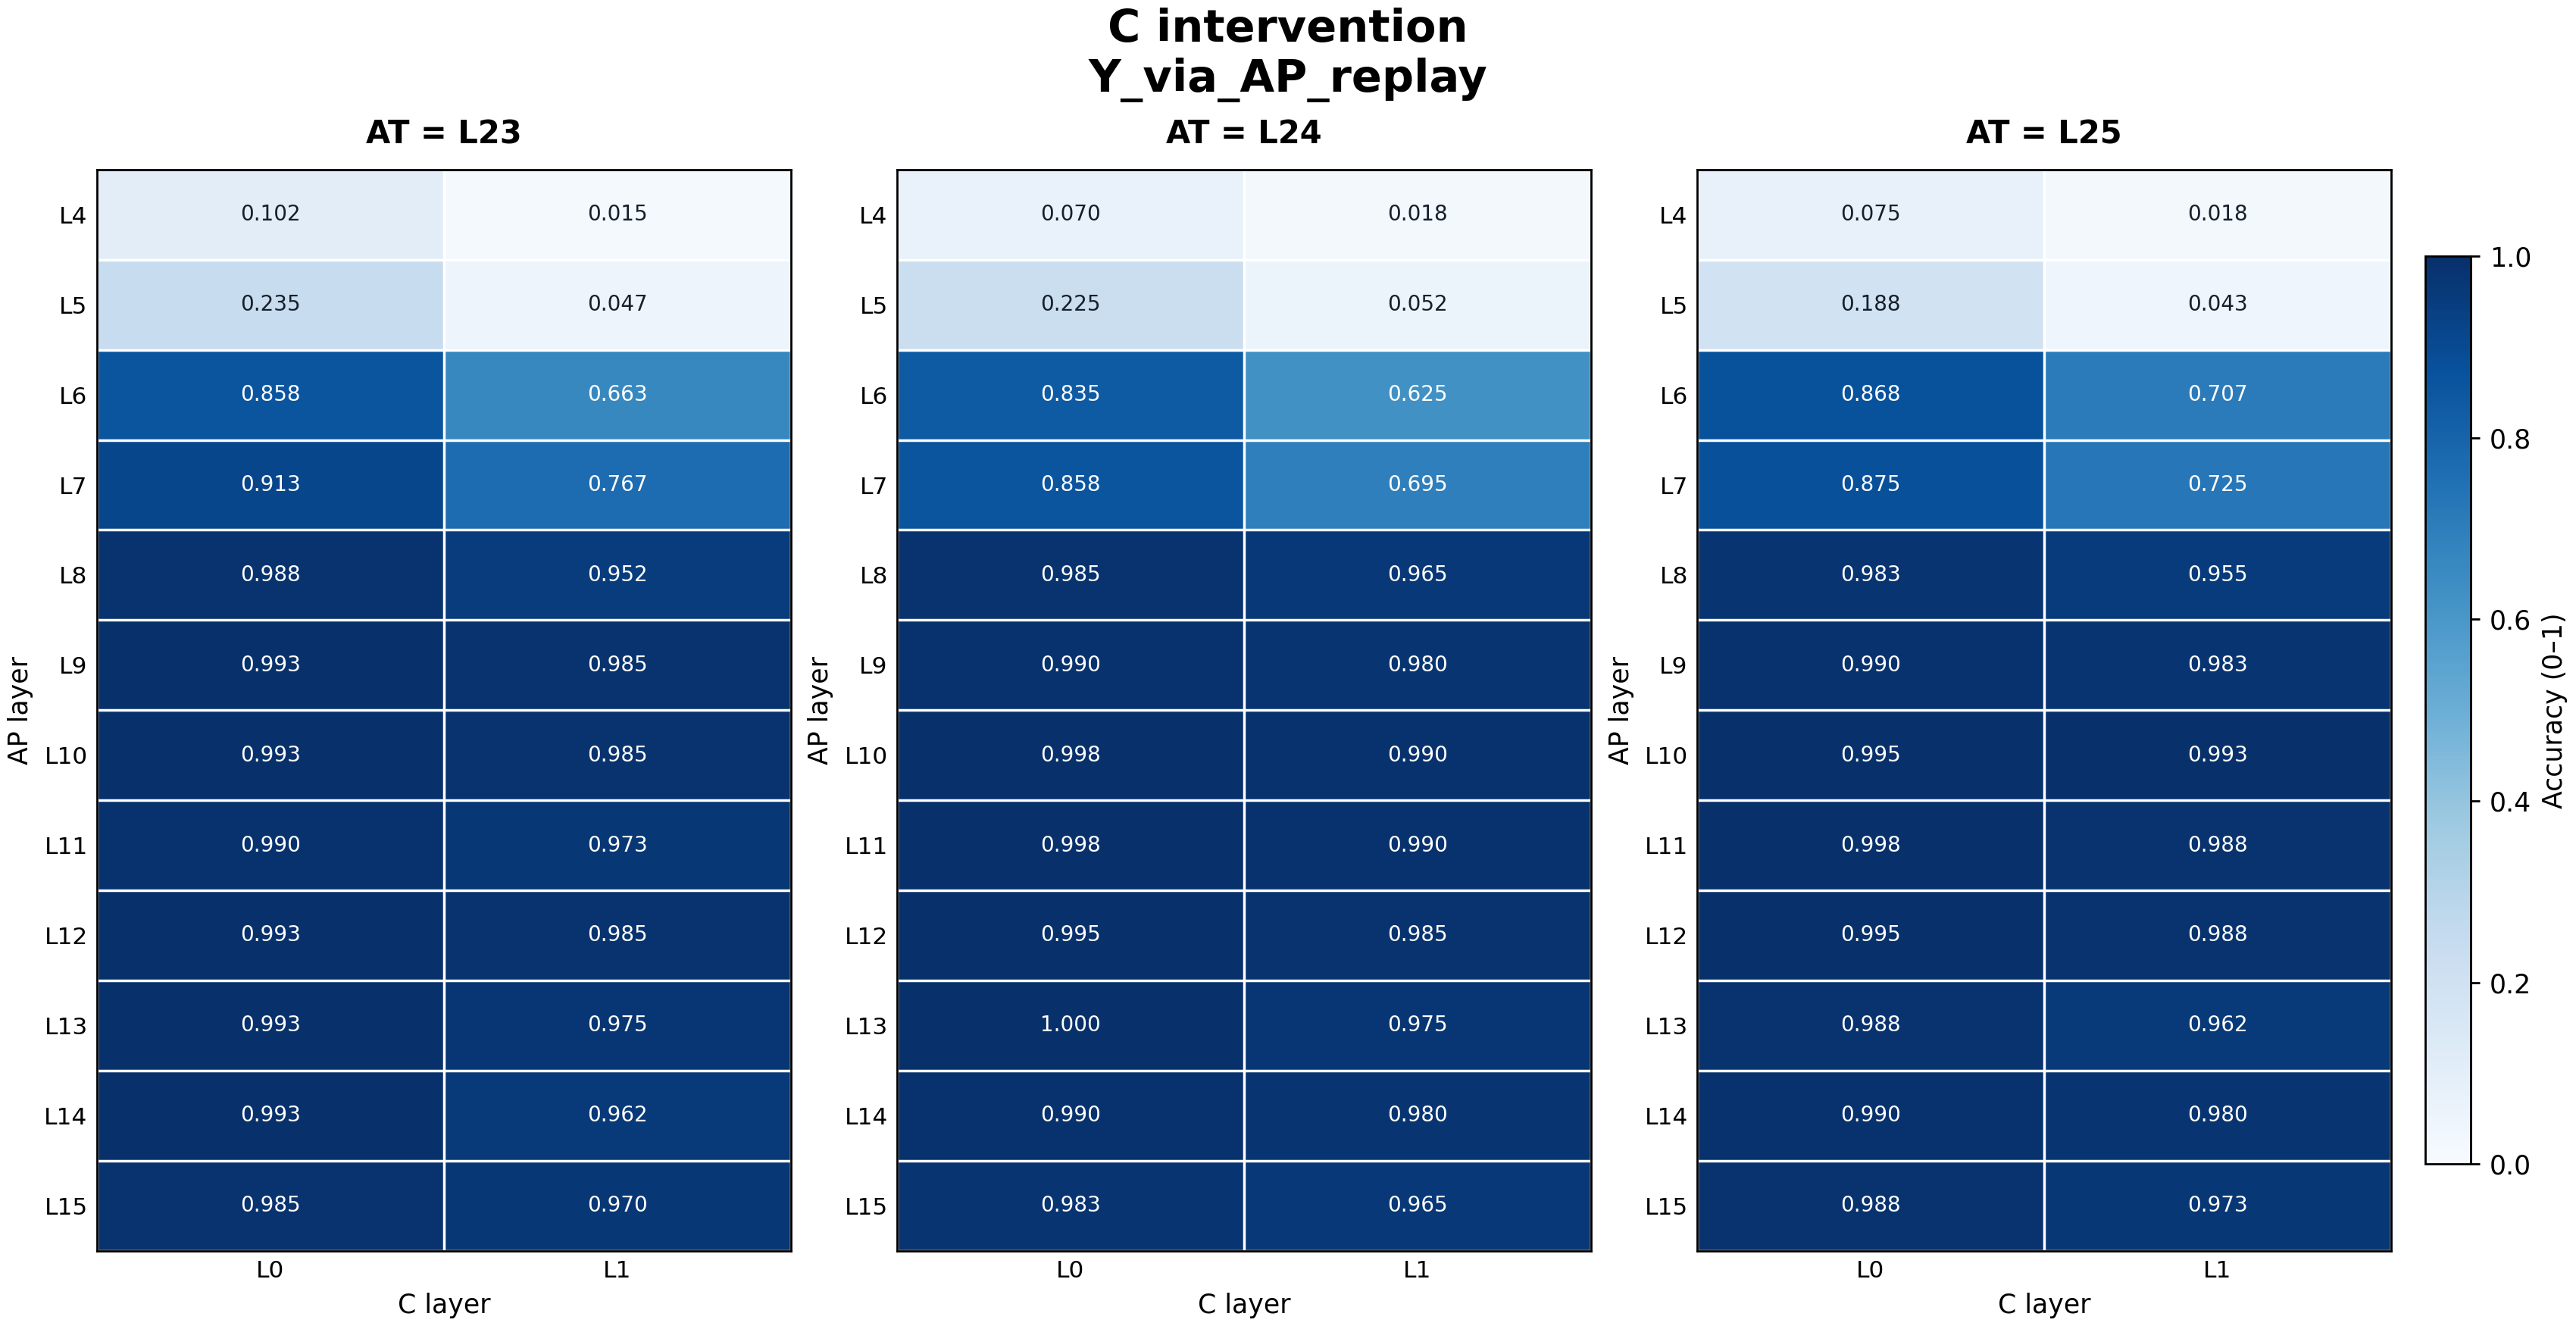 C intervention
Y_via_AP_replay
AT = L23
AT = L24
AT = L25
AP layer
L4 0.102 0.015
L5 0.235 0.047
L6 0.858 0.663
L7 0.913 0.767
L8 0.988 0.952
L9 0.993 0.985
L10 0.993 0.985
L11 0.990 0.973
L12 0.993 0.985
L13 0.993 0.975
L14 0.993 0.962
L15 0.985 0.970
L0 L1
C layer
AP layer
L4 0.070 0.018
L5 0.225 0.052
L6 0.835 0.625
L7 0.858 0.695
L8 0.985 0.965
L9 0.990 0.980
L10 0.998 0.990
L11 0.998 0.990
L12 0.995 0.985
L13 1.000 0.975
L14 0.990 0.980
L15 0.983 0.965
L0 L1
C layer
AP layer
L4 0.075 0.018
L5 0.188 0.043
L6 0.868 0.707
L7 0.875 0.725
L8 0.983 0.955
L9 0.990 0.983
L10 0.995 0.993
L11 0.998 0.988
L12 0.995 0.988
L13 0.988 0.962
L14 0.990 0.980
L15 0.988 0.973
L0 L1
C layer
1.0
0.8
0.6
0.4
0.2
0.0
Accuracy (0–1)